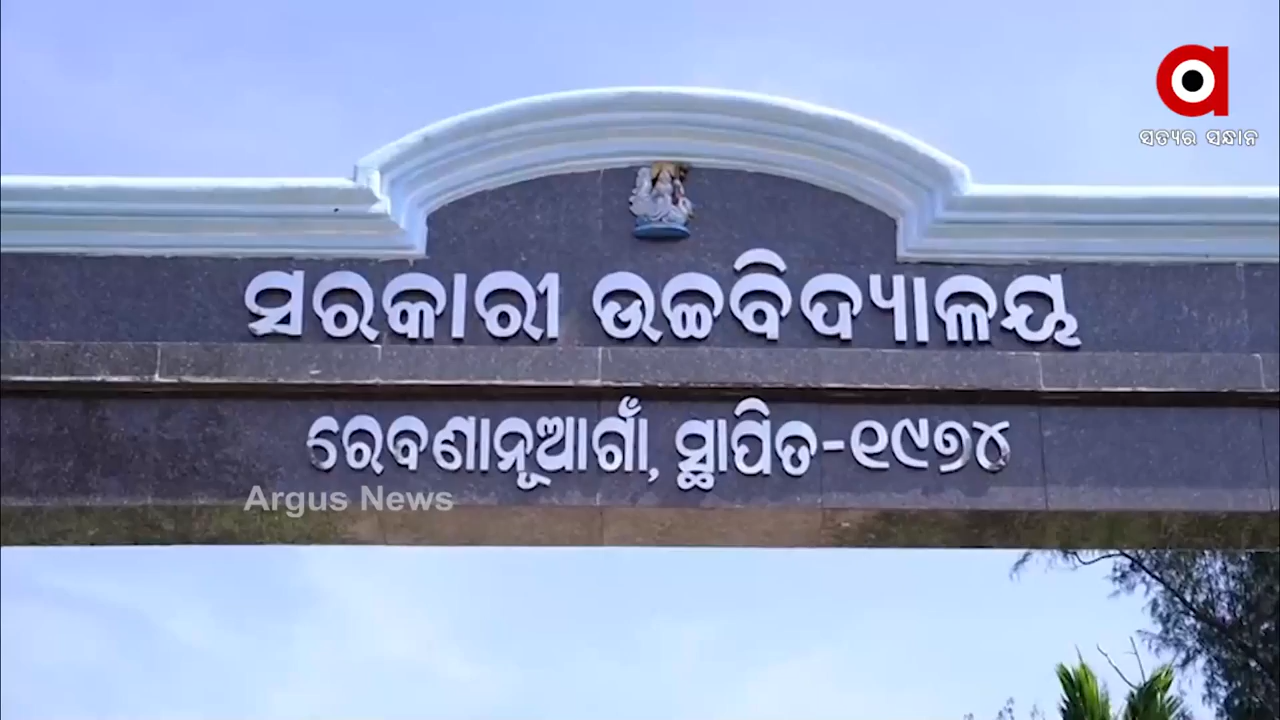 ସତ୍ୟର ସନ୍ଧାନ
ସରକାରୀ ଉଚ୍ଚବିଦ୍ୟାଳୟ
ରେବଣାନୂଆଗାଁ, ସ୍ଥାପିତ-୧୯୭୪
Argus News